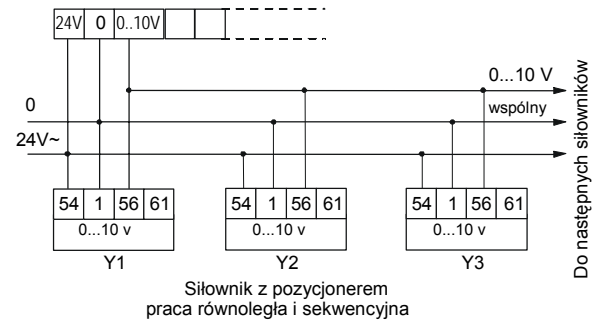 24V 0 0..10V
0...10 V
0
wspólny
24V~
54 1 56 61
54 1 56 61
54 1 56 61
0...10 v
0...10 v
0...10 v
Y1
Y2
Y3
Siłownik z pozycjonerem
praca równoległa i sekwencyjna
Do następnych siłowników